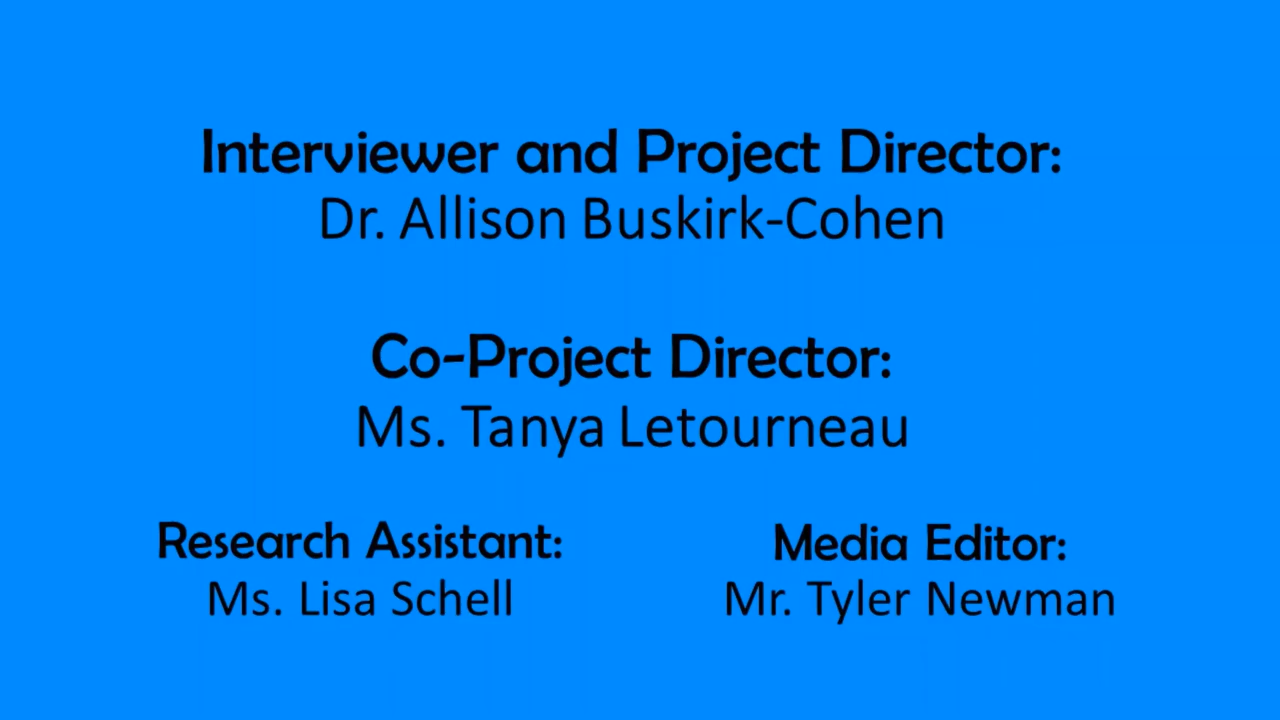 Interviewer and Project Director:
Dr. Allison Buskirk-Cohen
Co-Project Director:
Ms. Tanya Letourneau
Research Assistant:
Ms. Lisa Schell
Media Editor:
Mr. Tyler Newman